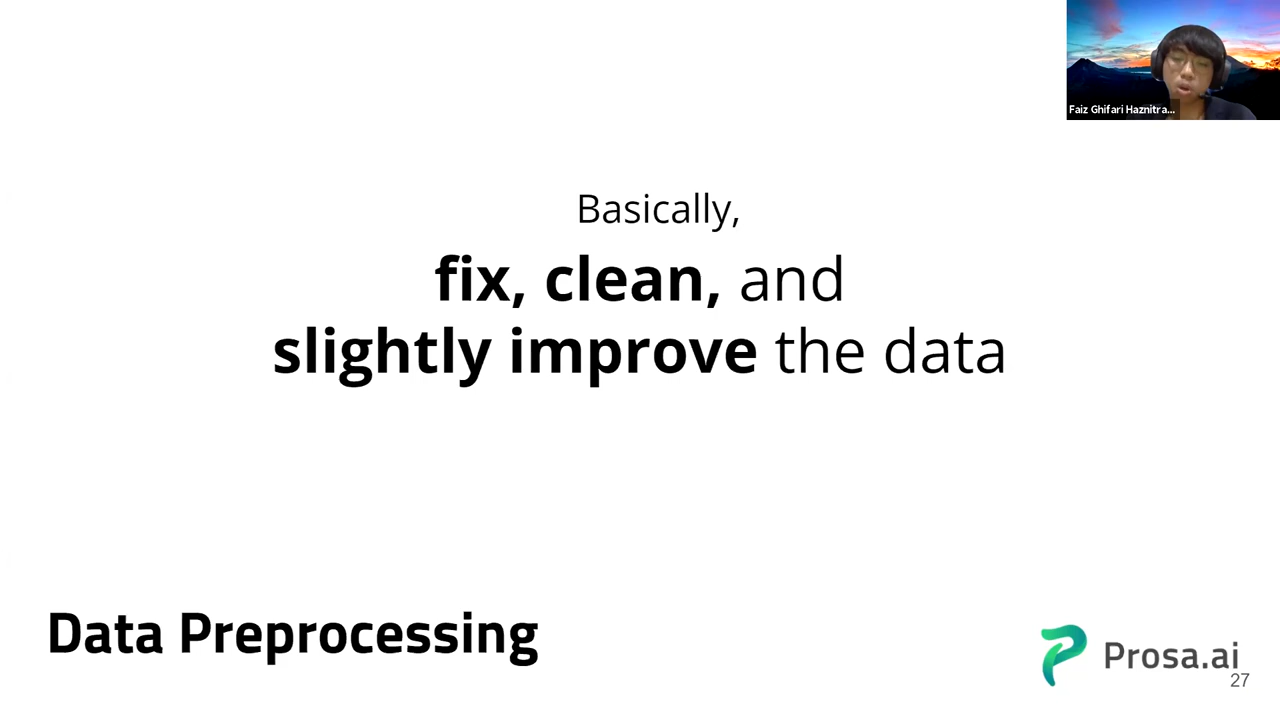 Faiz Ghifari Haznitra...
Basically,
fix, clean, and
slightly improve the data
Data Preprocessing
Prosa.ai
27